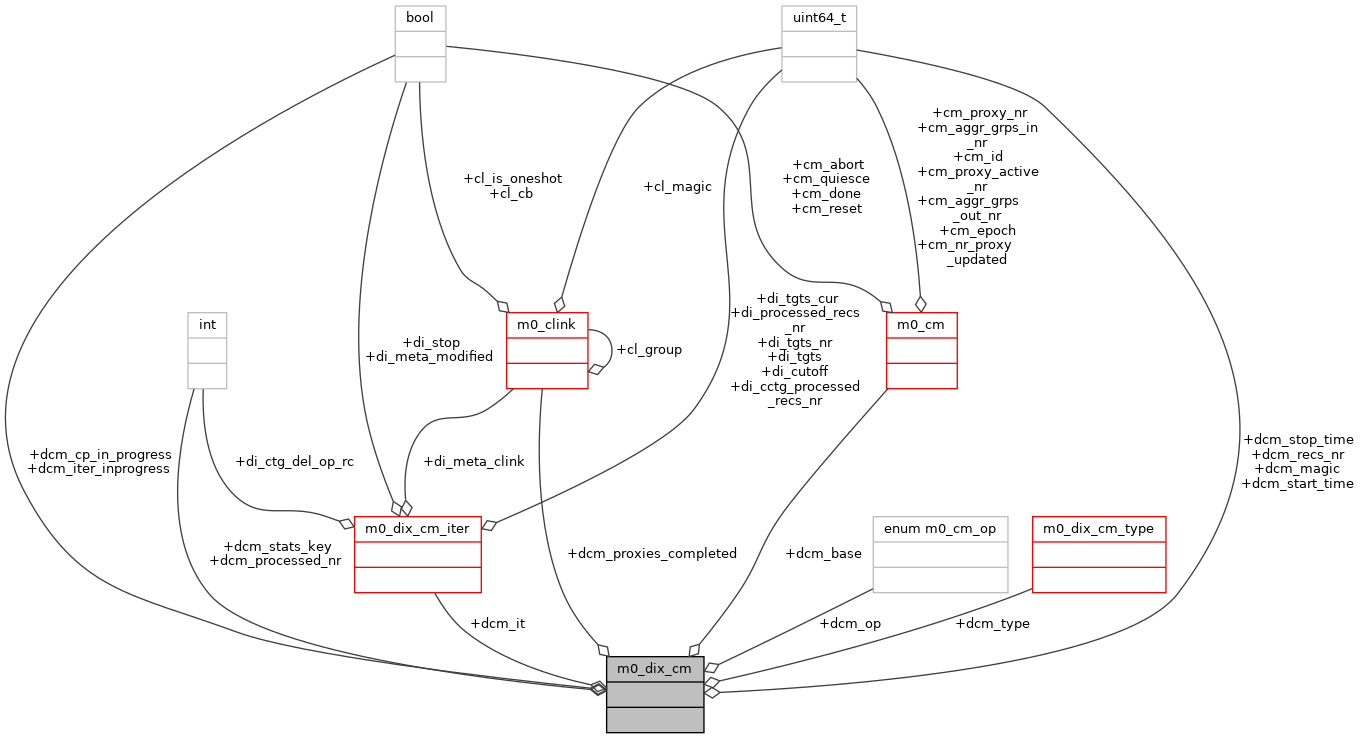 bool
uint64_t
+cm_proxy_nr
+cm_aggr_grps_in
_nr
+cm_id
+cm_proxy_active
_nr
+cm_aggr_grps
_out_nr
+cm_epoch
+cm_nr_proxy
_updated
+cm_abort
+cm_quiesce
+cm_done
+cm_reset
+cl_is_oneshot
+cl_cb
+cl_magic
+di_tgts_cur
+di_processed_recs
_nr
+di_tgts_nr
+di_tgts
+di_cutoff
+di_cctg_processed
_recs_nr
int
m0_clink
m0_cm
+di_stop
+di_meta_modified
+cl_group
+dcm_cp_in_progress
+dcm_iter_inprogress
+di_ctg_del_op_rc
+di_meta_clink
+dcm_stop_time
+dcm_recs_nr
+dcm_magic
+dcm_start_time
m0_dix_cm_iter
enum m0_cm_op
m0_dix_cm_type
+dcm_stats_key
+dcm_processed_nr
+dcm_proxies_completed
+dcm_base
+dcm_it
+dcm_op
+dcm_type
m0_dix_cm